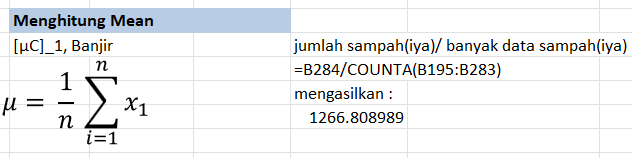 Menghitung Mean
[μC]_1, Banjir
jumlah sampah(iya)/ banyak data sampah(iya)
=B284/COUNTA(B195:B283)
mengasilkan :
1266.808989
μ = 1/n ∑_{i=1}^{n} x_1